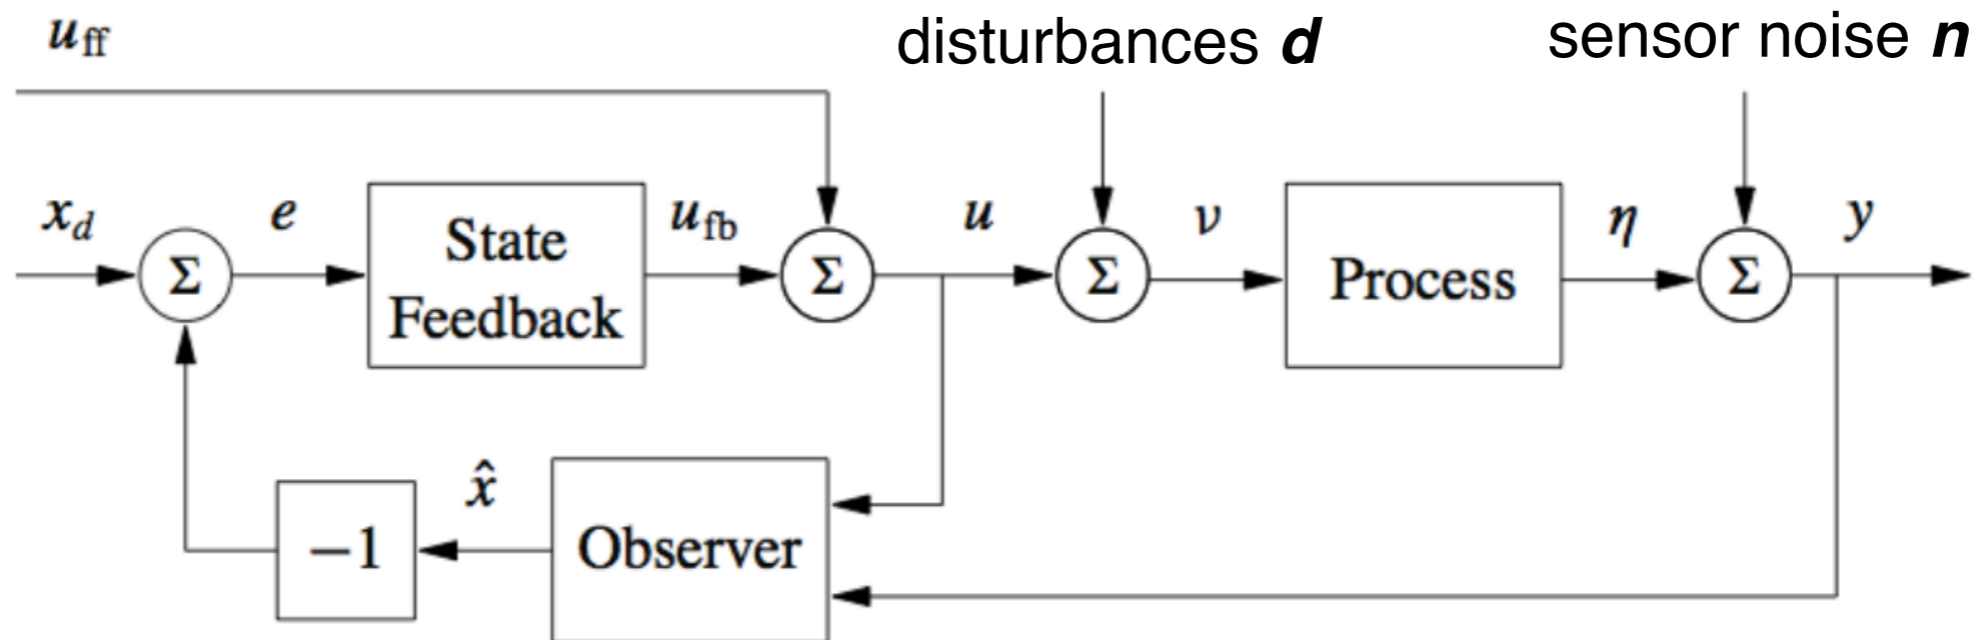 u_ff
disturbances d
sensor noise n
x_d
e
u_fb
u
ν
η
y
Σ
State
Feedback
Σ
Σ
Process
Σ
x̂
−1
Observer